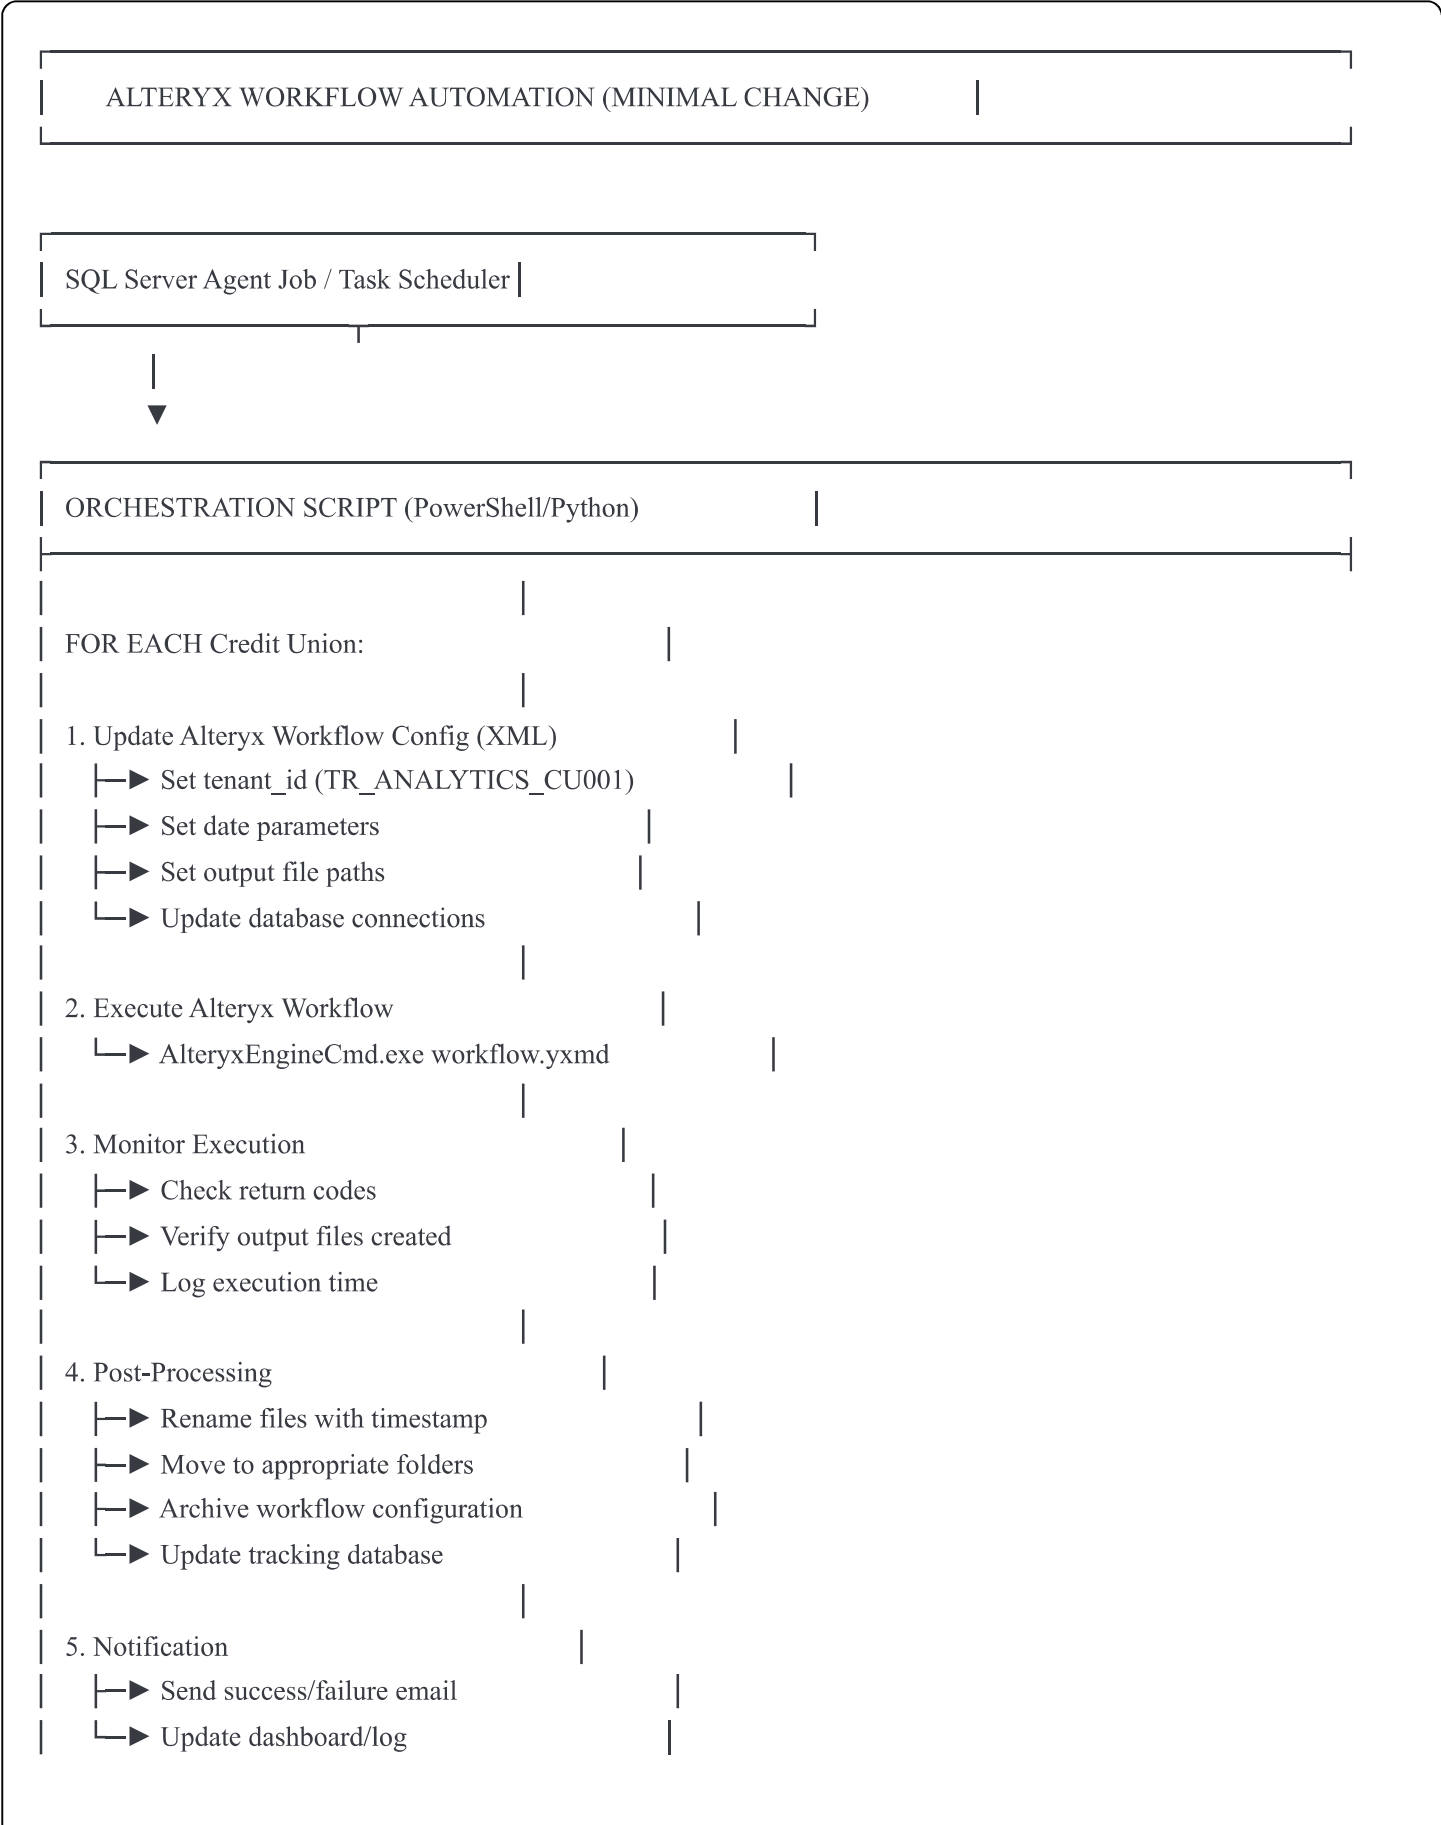 ALTERYX WORKFLOW AUTOMATION (MINIMAL CHANGE)
SQL Server Agent Job / Task Scheduler
ORCHESTRATION SCRIPT (PowerShell/Python)
FOR EACH Credit Union:
1. Update Alteryx Workflow Config (XML)
Set tenant_id (TR_ANALYTICS_CU001)
Set date parameters
Set output file paths
Update database connections
2. Execute Alteryx Workflow
AlteryxEngineCmd.exe workflow.yxmd
3. Monitor Execution
Check return codes
Verify output files created
Log execution time
4. Post-Processing
Rename files with timestamp
Move to appropriate folders
Archive workflow configuration
Update tracking database
5. Notification
Send success/failure email
Update dashboard/log